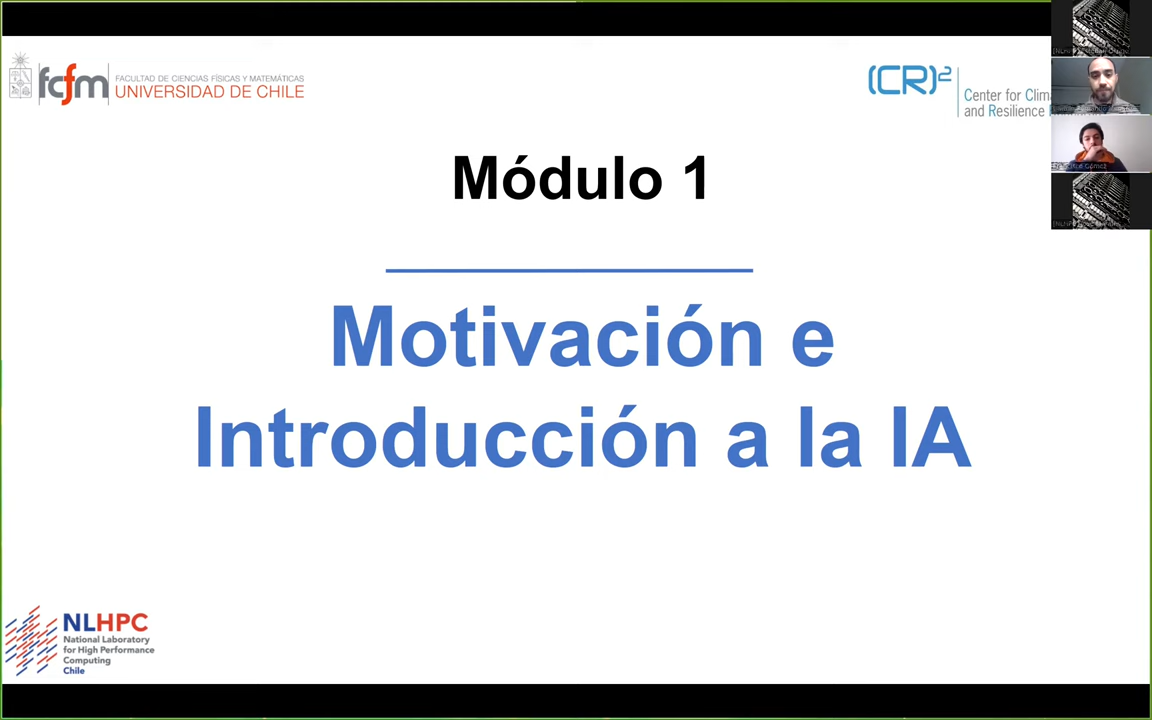 fcfm
FACULTAD DE CIENCIAS FÍSICAS Y MATEMÁTICAS
UNIVERSIDAD DE CHILE
(CR)²
Center for Clim
and Resilience
Módulo 1
Motivación e
Introducción a la IA
NLHPC
National Laboratory
for High Performance
Computing
Chile
Gómez